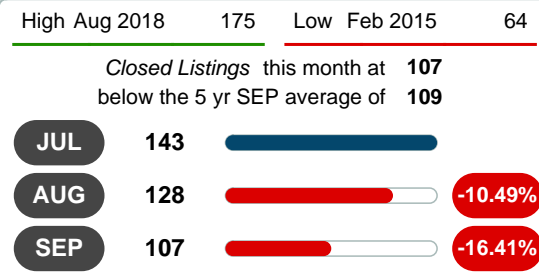 High Aug 2018 175 Low Feb 2015 64
Closed Listings this month at 107
below the 5 yr SEP average of 109
JUL 143
AUG 128 -10.49%
SEP 107 -16.41%